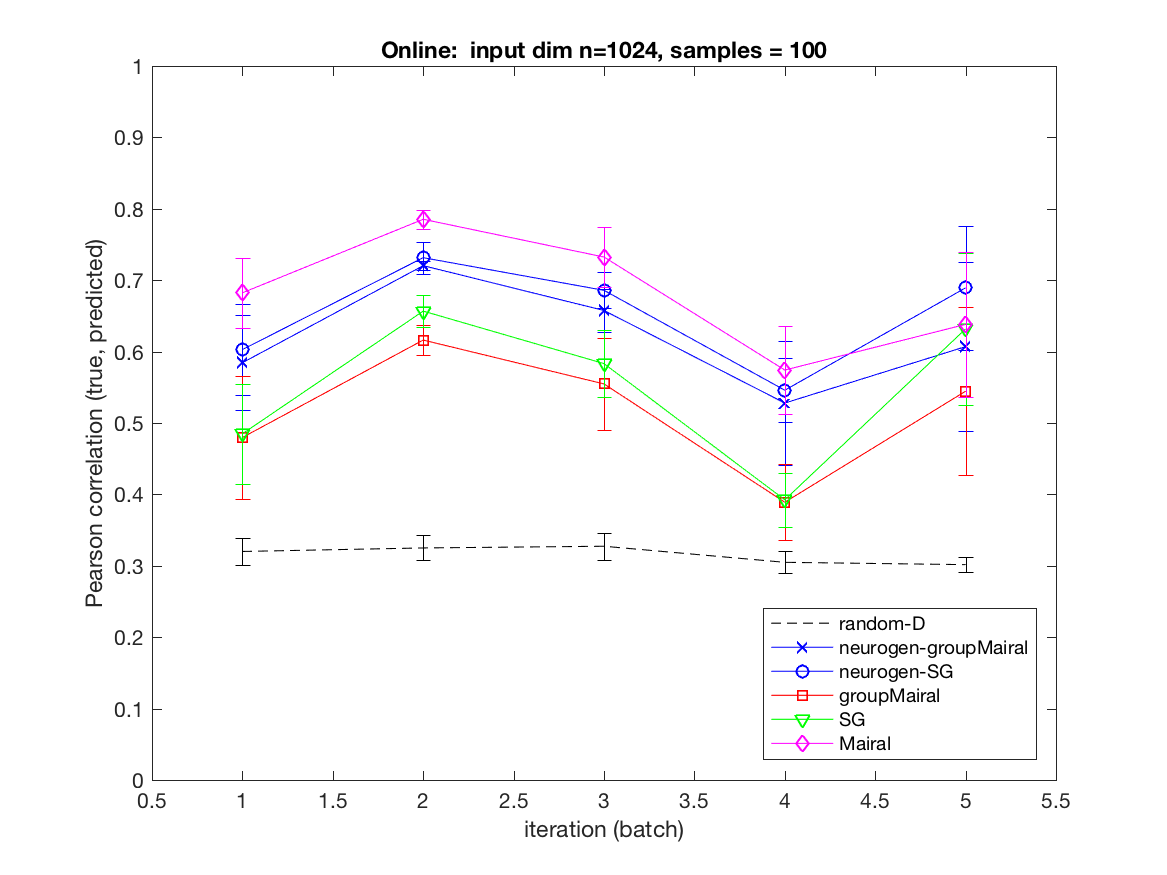 Online:  input dim n=1024, samples = 100
Pearson correlation (true, predicted)
1
0.9
0.8
0.7
0.6
0.5
0.4
0.3
0.2
0.1
0
random-D
neurogen-groupMairal
neurogen-SG
groupMairal
SG
Mairal
0.5 1 1.5 2 2.5 3 3.5 4 4.5 5 5.5
iteration (batch)